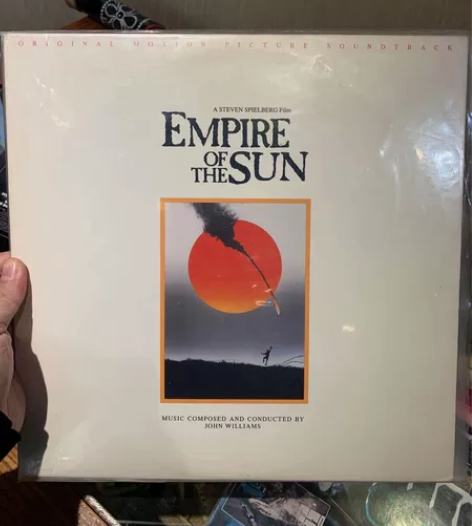 ORIGINAL MOTION PICTURE SOUNDTRACK
A STEVEN SPIELBERG Film
EMPIRE
OF
THE SUN
MUSIC COMPOSED AND CONDUCTED BY
JOHN WILLIAMS